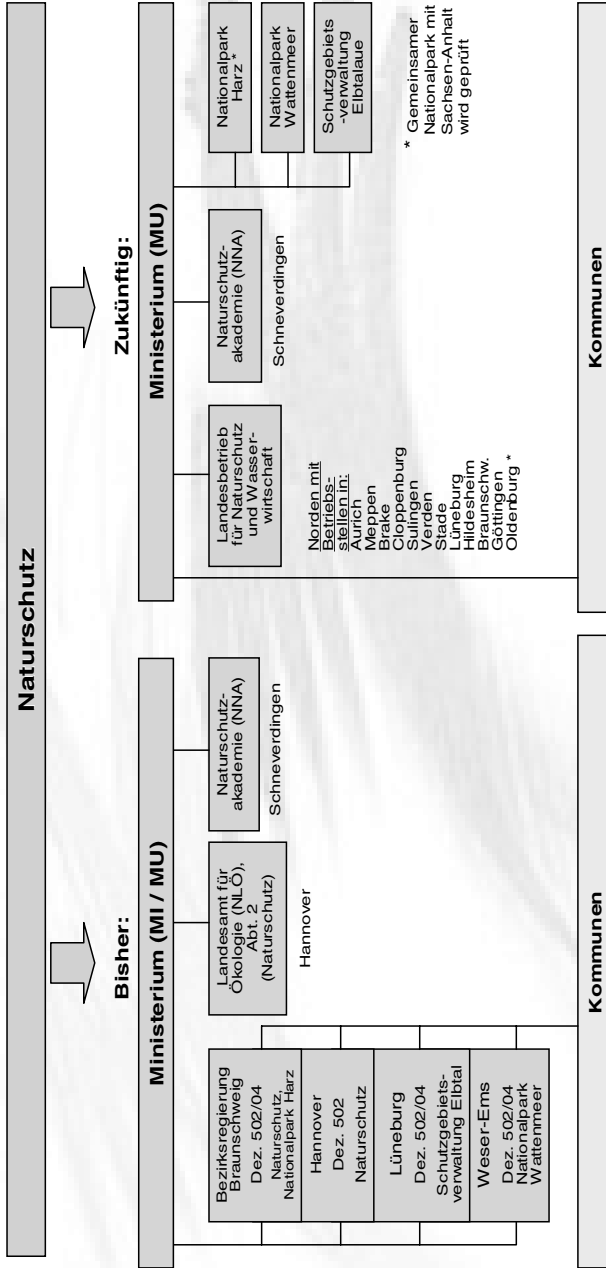 Naturschutz
Bisher:
Ministerium (MI / MU)
Bezirksregierung
Braunschweig
Dez. 502/04
Naturschutz,
Nationalpark Harz
Hannover
Dez. 502
Naturschutz
Lüneburg
Dez. 502/04
Schutzgebiets-
verwaltung Elbtal
Weser-Ems
Dez. 502/04
Nationalpark
Wattenmeer
Landesamt für
Ökologie (NLÖ),
Abt. 2
(Naturschutz)
Hannover
Naturschutz-
akademie (NNA)
Schneverdingen
Kommunen
Zukünftig:
Ministerium (MU)
Landesbetrieb
für Naturschutz
und Wasser-
wirtschaft
Norden mit
Betriebs-
stellen in:
Aurich
Meppen
Brake
Cloppenburg
Sulingen
Verden
Stade
Lüneburg
Hildesheim
Braunschw.
Göttingen
Oldenburg *
Naturschutz-
akademie (NNA)
Schneverdingen
Nationalpark
Harz *
Nationalpark
Wattenmeer
Schutzgebiets
-verwaltung
Elbtalaue
* Gemeinsamer
Nationalpark mit
Sachsen-Anhalt
wird geprüft
Kommunen